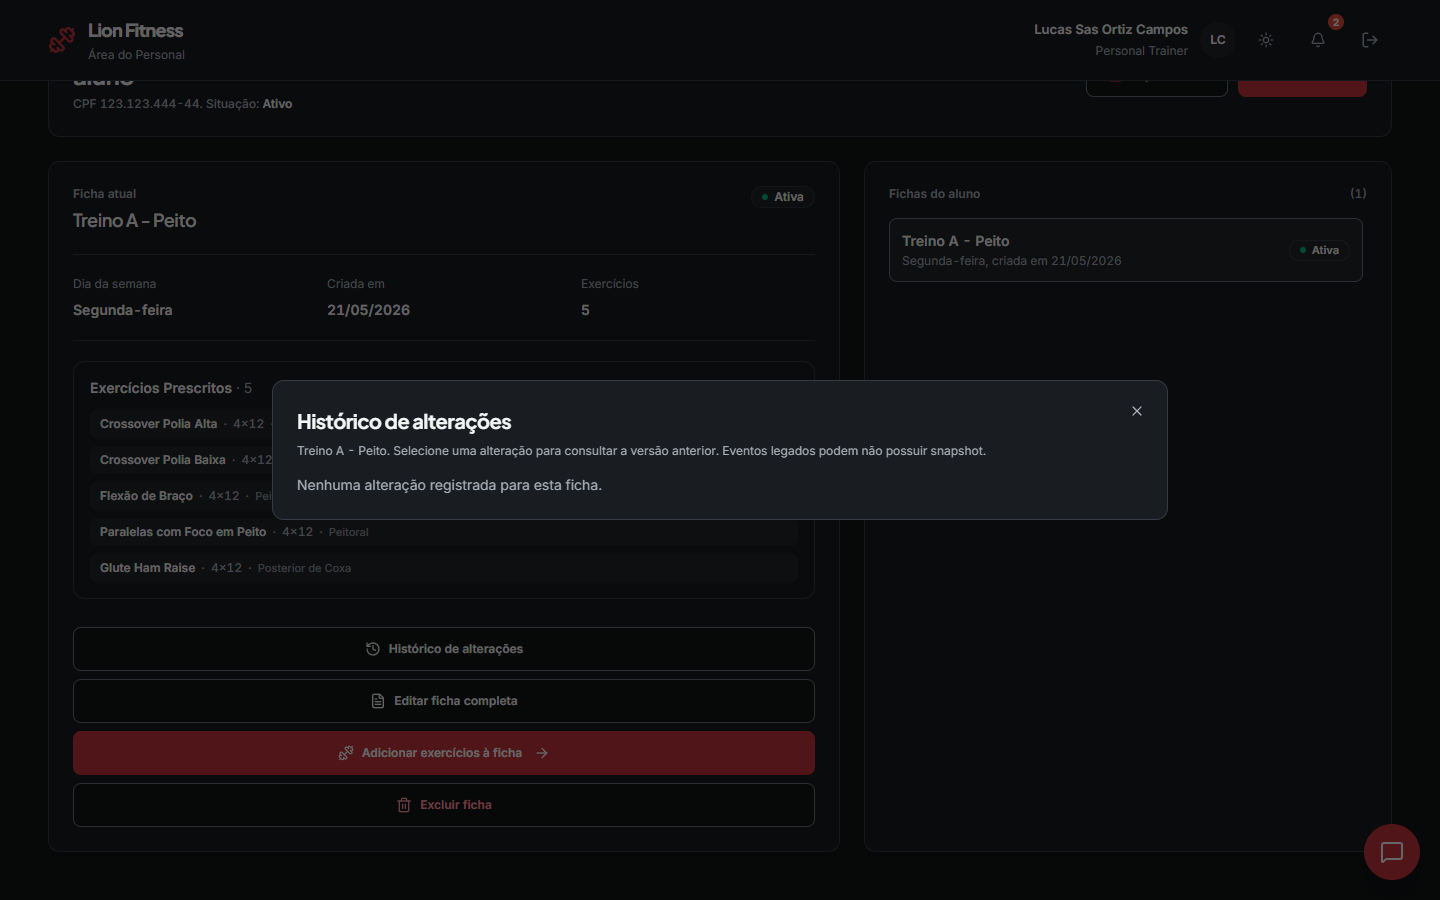 Lion Fitness
Área do Personal
Lucas Sas Ortiz Campos
Personal Trainer
LC
2
aluno
CPF 123.123.444-44. Situação: Ativo
Ficha atual
Treino A - Peito
Ativa
Dia da semana
Segunda-feira
Criada em
21/05/2026
Exercícios
5
Exercícios Prescritos · 5
Crossover Polia Alta · 4×12 ·
Crossover Polia Baixa · 4×12
Flexão de Braço · 4×12 ·
Paralelas com Foco em Peito · 4×12 · Peitoral
Glute Ham Raise · 4×12 · Posterior de Coxa
Histórico de alterações
Editar ficha completa
Adicionar exercícios à ficha
Excluir ficha
Fichas do aluno
(1)
Treino A - Peito
Segunda-feira, criada em 21/05/2026
Ativa
Histórico de alterações
Treino A - Peito. Selecione uma alteração para consultar a versão anterior. Eventos legados podem não possuir snapshot.
Nenhuma alteração registrada para esta ficha.